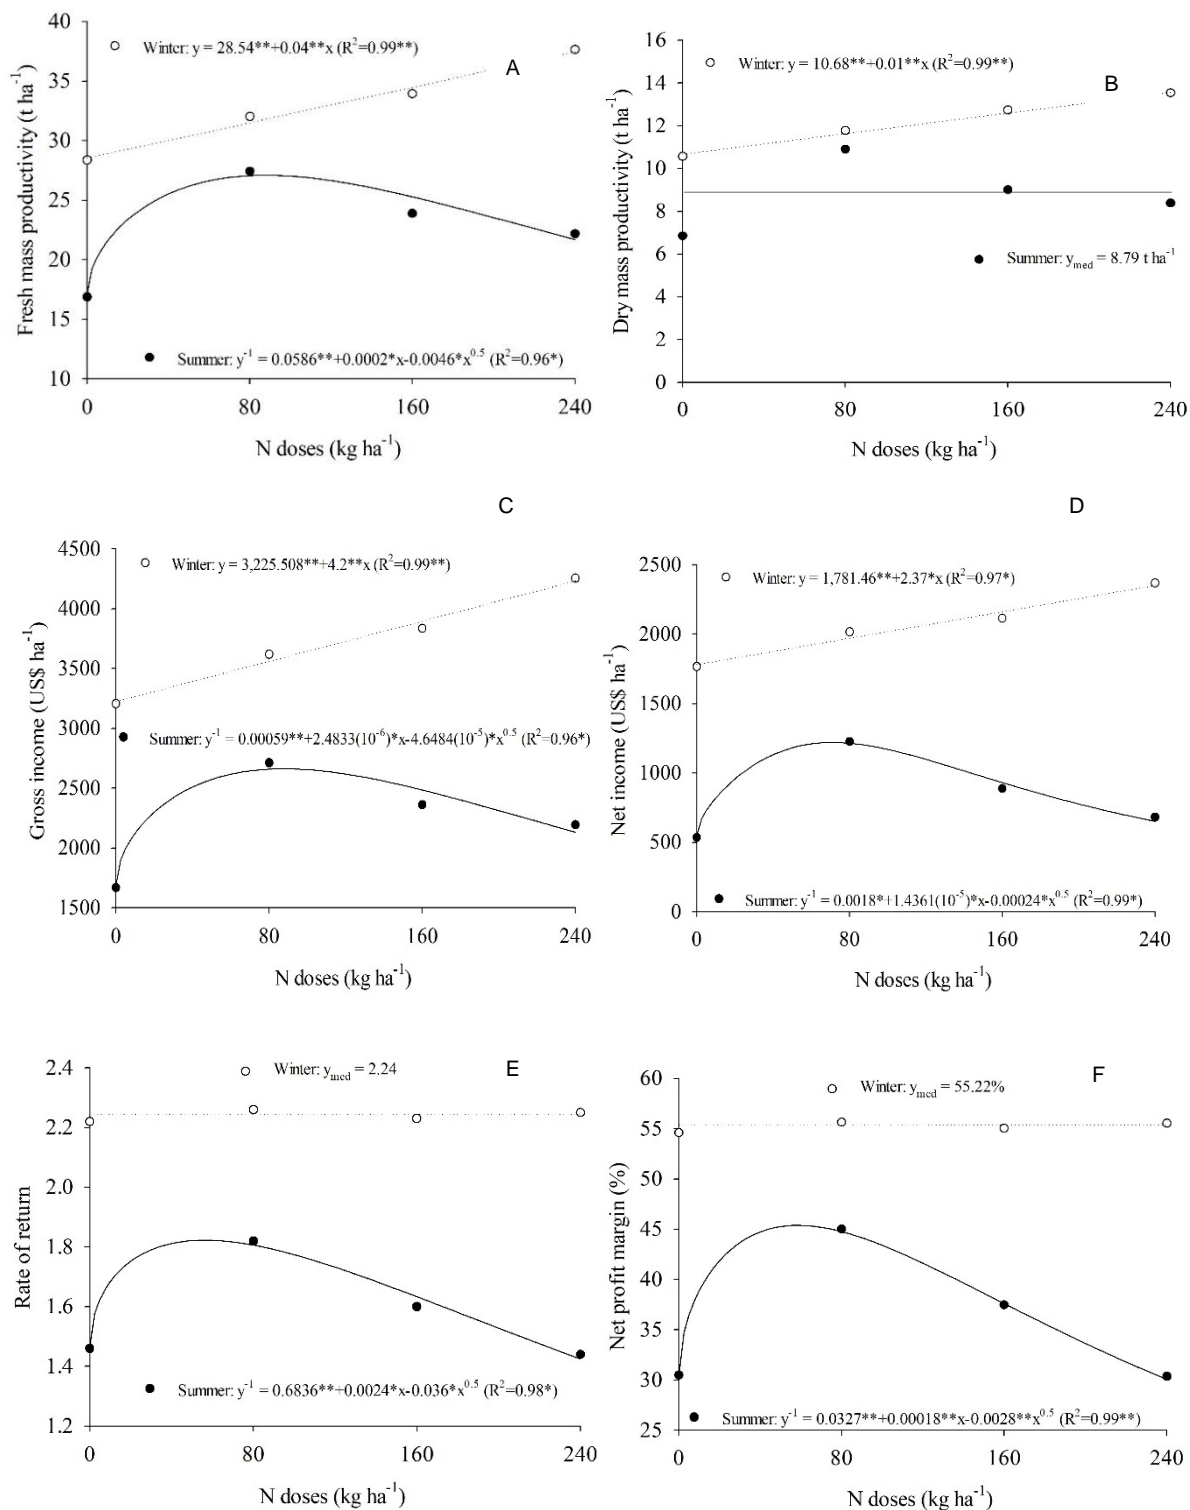 A
Winter: y = 28.54**+0.04**x (R²=0.99**)
Fresh mass productivity (t ha⁻¹)
40
35
30
25
20
15
10
Summer: y⁻¹ = 0.0586**+0.0002*x-0.0046*x⁰·⁵ (R²=0.96*)
0 80 160 240
N doses (kg ha⁻¹)
B
Winter: y = 10.68**+0.01**x (R²=0.99**)
Dry mass productivity (t ha⁻¹)
16
14
12
10
8
6
4
2
0
Summer: yₘₑd = 8.79 t ha⁻¹
0 80 160 240
N doses (kg ha⁻¹)
C
Winter: y = 3,225.508**+4.2**x (R²=0.99**)
Gross income (US$ ha⁻¹)
4500
4000
3500
3000
2500
2000
1500
Summer: y⁻¹ = 0.00059**+2.4833(10⁻⁶)*x-4.6484(10⁻⁵)*x⁰·⁵ (R²=0.96*)
0 80 160 240
N doses (kg ha⁻¹)
D
Winter: y = 1,781.46**+2.37*x (R²=0.97*)
Net income (US$ ha⁻¹)
2500
2000
1500
1000
500
0
Summer: y⁻¹ = 0.0018*+1.4361(10⁻⁵)*x-0.00024*x⁰·⁵ (R²=0.99*)
0 80 160 240
N doses (kg ha⁻¹)
E
Winter: yₘₑd = 2.24
Rate of return
2.4
2.2
2.0
1.8
1.6
1.4
1.2
Summer: y⁻¹ = 0.6836**+0.0024*x-0.036*x⁰·⁵ (R²=0.98*)
0 80 160 240
N doses (kg ha⁻¹)
F
Winter: yₘₑd = 55.22%
Net profit margin (%)
60
55
50
45
40
35
30
25
Summer: y⁻¹ = 0.0327**+0.00018**x-0.0028**x⁰·⁵ (R²=0.99**)
0 80 160 240
N doses (kg ha⁻¹)